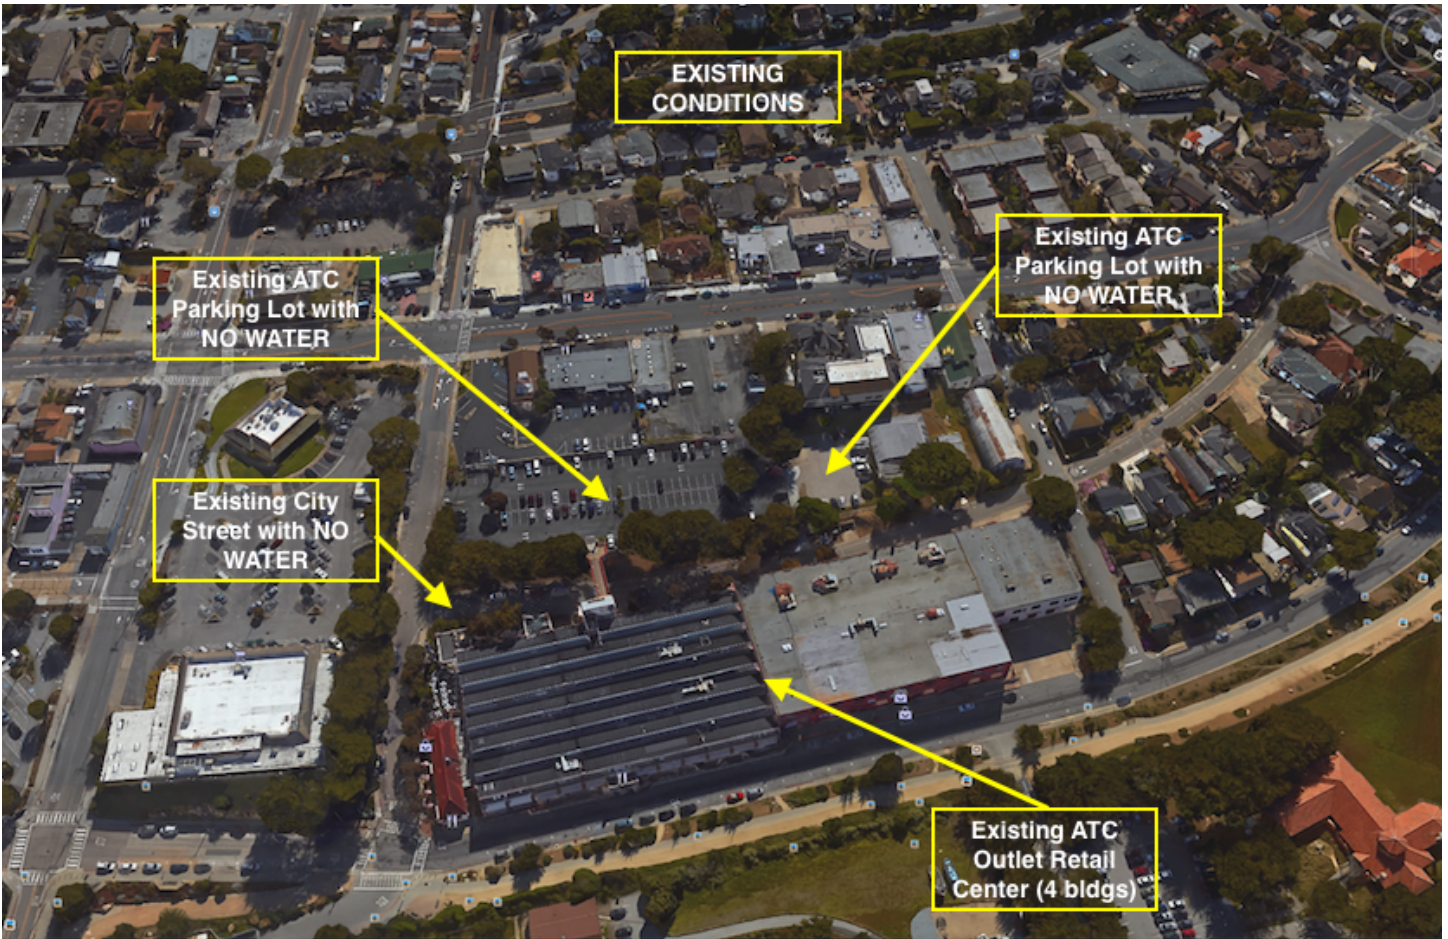 EXISTING
CONDITIONS
Existing ATC
Parking Lot with
NO WATER
Existing ATC
Parking Lot with
NO WATER
Existing City
Street with NO
WATER
Existing ATC
Outlet Retail
Center (4 bldgs)